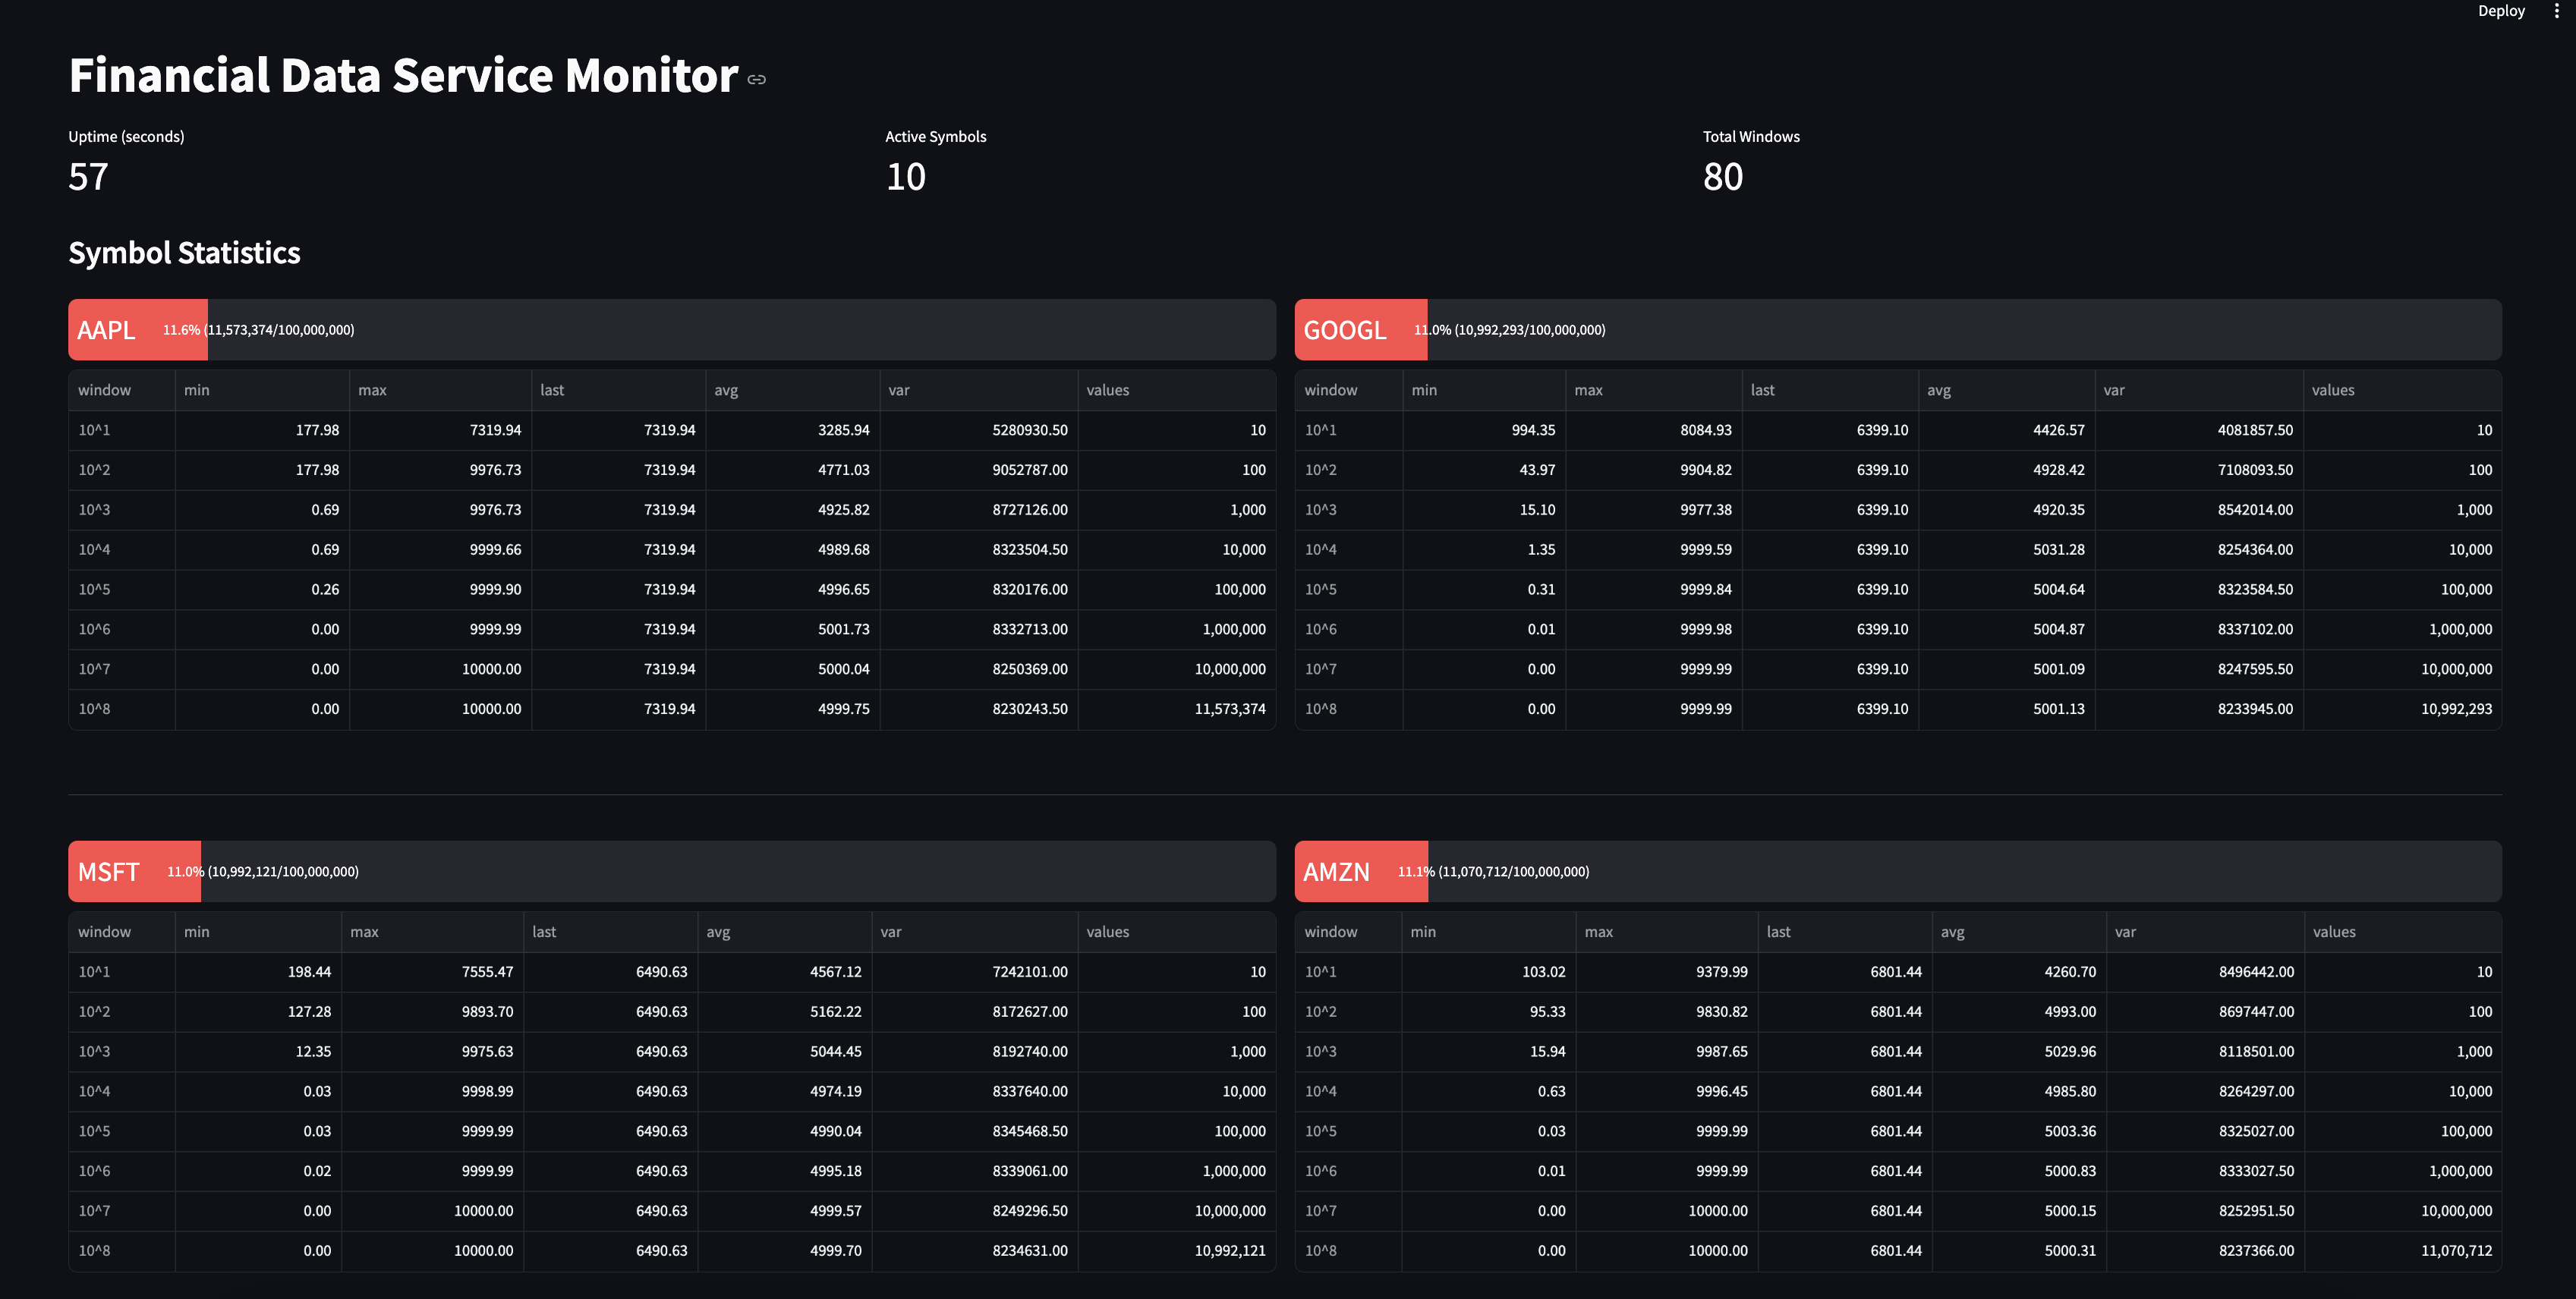 Deploy
Financial Data Service Monitor
Uptime (seconds) Active Symbols Total Windows
57 10 80
Symbol Statistics
AAPL 11.6% (11,573,374/100,000,000)
window min max last avg var values
10^1 177.98 7319.94 7319.94 3285.94 5280930.50 10
10^2 177.98 9976.73 7319.94 4771.03 9052787.00 100
10^3 0.69 9976.73 7319.94 4925.82 8727126.00 1,000
10^4 0.69 9999.66 7319.94 4989.68 8323504.50 10,000
10^5 0.26 9999.90 7319.94 4996.65 8320176.00 100,000
10^6 0.00 9999.99 7319.94 5001.73 8332713.00 1,000,000
10^7 0.00 10000.00 7319.94 5000.04 8250369.00 10,000,000
10^8 0.00 10000.00 7319.94 4999.75 8230243.50 11,573,374
GOOGL 11.0% (10,992,293/100,000,000)
window min max last avg var values
10^1 994.35 8084.93 6399.10 4426.57 4081857.50 10
10^2 43.97 9904.82 6399.10 4928.42 7108093.50 100
10^3 15.10 9977.38 6399.10 4920.35 8542014.00 1,000
10^4 1.35 9999.59 6399.10 5031.28 8254364.00 10,000
10^5 0.31 9999.84 6399.10 5004.64 8323584.50 100,000
10^6 0.01 9999.98 6399.10 5004.87 8337102.00 1,000,000
10^7 0.00 9999.99 6399.10 5001.09 8247595.50 10,000,000
10^8 0.00 9999.99 6399.10 5001.13 8233945.00 10,992,293
MSFT 11.0% (10,992,121/100,000,000)
window min max last avg var values
10^1 198.44 7555.47 6490.63 4567.12 7242101.00 10
10^2 127.28 9893.70 6490.63 5162.22 8172627.00 100
10^3 12.35 9975.63 6490.63 5044.45 8192740.00 1,000
10^4 0.03 9998.99 6490.63 4974.19 8337640.00 10,000
10^5 0.03 9999.99 6490.63 4990.04 8345468.50 100,000
10^6 0.02 9999.99 6490.63 4995.18 8339061.00 1,000,000
10^7 0.00 10000.00 6490.63 4999.57 8249296.50 10,000,000
10^8 0.00 10000.00 6490.63 4999.70 8234631.00 10,992,121
AMZN 11.1% (11,070,712/100,000,000)
window min max last avg var values
10^1 103.02 9379.99 6801.44 4260.70 8496442.00 10
10^2 95.33 9830.82 6801.44 4993.00 8697447.00 100
10^3 15.94 9987.65 6801.44 5029.96 8118501.00 1,000
10^4 0.63 9996.45 6801.44 4985.80 8264297.00 10,000
10^5 0.03 9999.99 6801.44 5003.36 8325027.00 100,000
10^6 0.01 9999.99 6801.44 5000.83 8333027.50 1,000,000
10^7 0.00 10000.00 6801.44 5000.15 8252951.50 10,000,000
10^8 0.00 10000.00 6801.44 5000.31 8237366.00 11,070,712